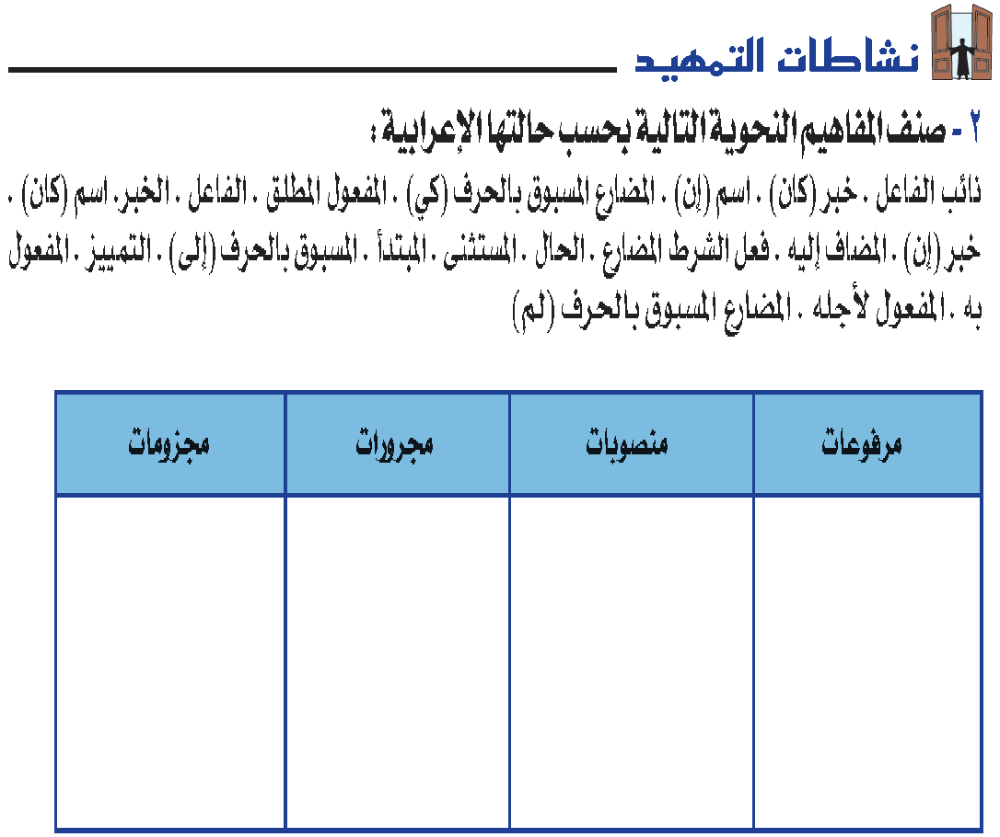 نشاطات التمهيد
٢ - صنف المفاهيم النحوية التالية بحسب حالتها الإعرابية :
نائب الفاعل . خبر (كان) . اسم (إن) . المضارع المسبوق بالحرف (كي) . المفعول المطلق . الفاعل . الخبر. اسم (كان) .
خبر (إن) . المضاف إليه . فعل الشرط المضارع . الحال . المستثنى . المبتدأ . المسبوق بالحرف (إلى) . التمييز . المفعول
به . المفعول لأجله . المضارع المسبوق بالحرف (لم)
مرفوعات منصوبات مجرورات مجزومات